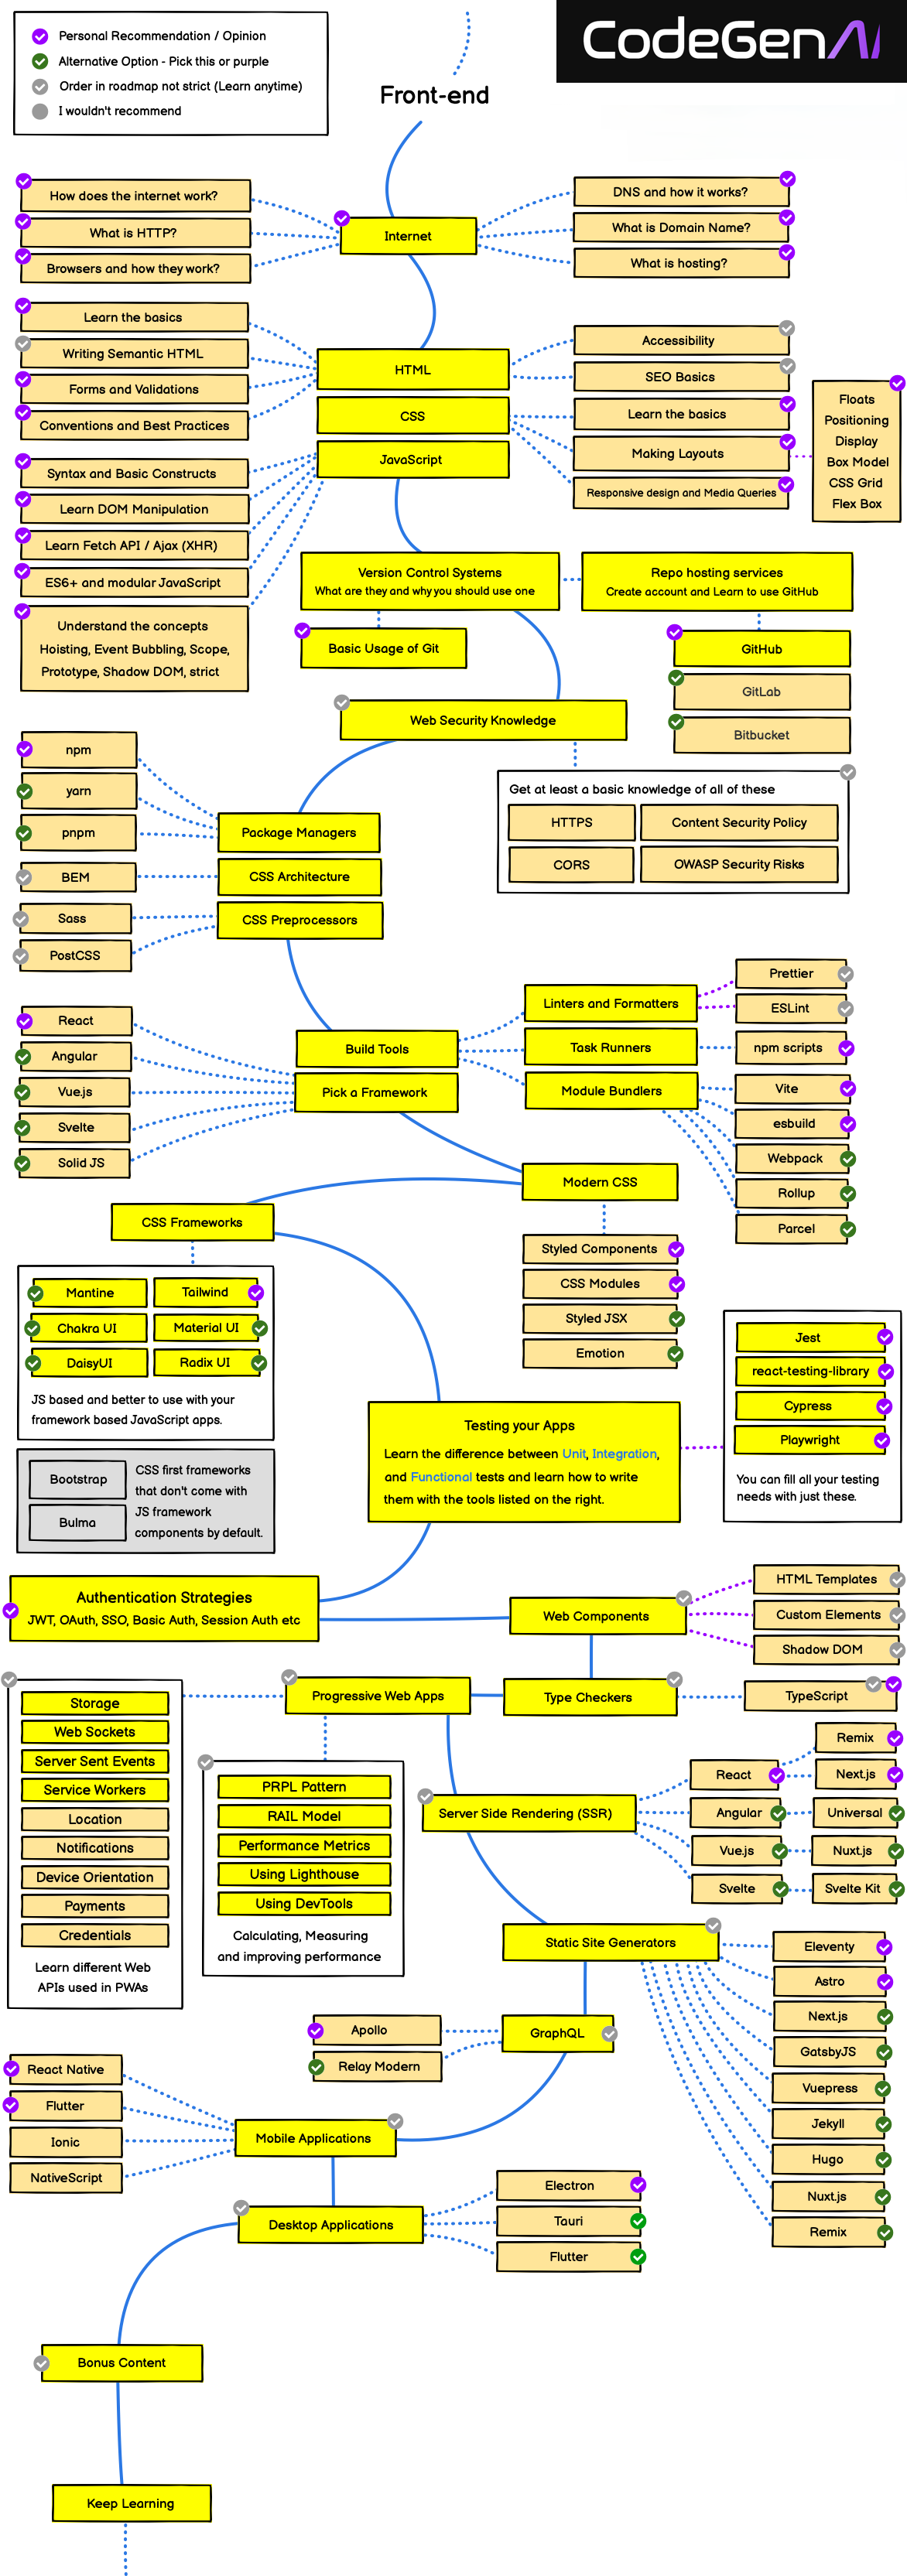 CodeGenAI
Personal Recommendation / Opinion
Alternative Option - Pick this or purple
Order in roadmap not strict (Learn anytime)
I wouldn't recommend
Front-end
How does the internet work?
What is HTTP?
Browsers and how they work?
Internet
DNS and how it works?
What is Domain Name?
What is hosting?
Learn the basics
Writing Semantic HTML
Forms and Validations
Conventions and Best Practices
HTML
CSS
JavaScript
Accessibility
SEO Basics
Learn the basics
Making Layouts
Responsive design and Media Queries
Floats
Positioning
Display
Box Model
CSS Grid
Flex Box
Syntax and Basic Constructs
Learn DOM Manipulation
Learn Fetch API / Ajax (XHR)
ES6+ and modular JavaScript
Understand the concepts
Hoisting, Event Bubbling, Scope,
Prototype, Shadow DOM, strict
Version Control Systems
What are they and why you should use one
Basic Usage of Git
Repo hosting services
Create account and Learn to use GitHub
GitHub
GitLab
Bitbucket
Web Security Knowledge
Get at least a basic knowledge of all of these
HTTPS
Content Security Policy
CORS
OWASP Security Risks
npm
yarn
pnpm
BEM
Sass
PostCSS
Package Managers
CSS Architecture
CSS Preprocessors
Build Tools
Pick a Framework
React
Angular
Vue.js
Svelte
Solid JS
Linters and Formatters
Task Runners
Module Bundlers
Prettier
ESLint
npm scripts
Vite
esbuild
Webpack
Rollup
Parcel
Modern CSS
Styled Components
CSS Modules
Styled JSX
Emotion
CSS Frameworks
Mantine
Tailwind
Chakra UI
Material UI
DaisyUI
Radix UI
JS based and better to use with your
framework based JavaScript apps.
Bootstrap
Bulma
CSS first frameworks
that don't come with
JS framework
components by default.
Testing your Apps
Learn the difference between Unit, Integration,
and Functional tests and learn how to write
them with the tools listed on the right.
Jest
react-testing-library
Cypress
Playwright
You can fill all your testing
needs with just these.
Authentication Strategies
JWT, OAuth, SSO, Basic Auth, Session Auth etc
Web Components
HTML Templates
Custom Elements
Shadow DOM
Type Checkers
TypeScript
Progressive Web Apps
Storage
Web Sockets
Server Sent Events
Service Workers
Location
Notifications
Device Orientation
Payments
Credentials
Learn different Web
APIs used in PWAs
PRPL Pattern
RAIL Model
Performance Metrics
Using Lighthouse
Using DevTools
Calculating, Measuring
and improving performance
Server Side Rendering (SSR)
React
Angular
Vue.js
Svelte
Remix
Next.js
Universal
Nuxt.js
Svelte Kit
Static Site Generators
Eleventy
Astro
Next.js
GatsbyJS
Vuepress
Jekyll
Hugo
Nuxt.js
Remix
GraphQL
Apollo
Relay Modern
Mobile Applications
React Native
Flutter
Ionic
NativeScript
Desktop Applications
Electron
Tauri
Flutter
Bonus Content
Keep Learning